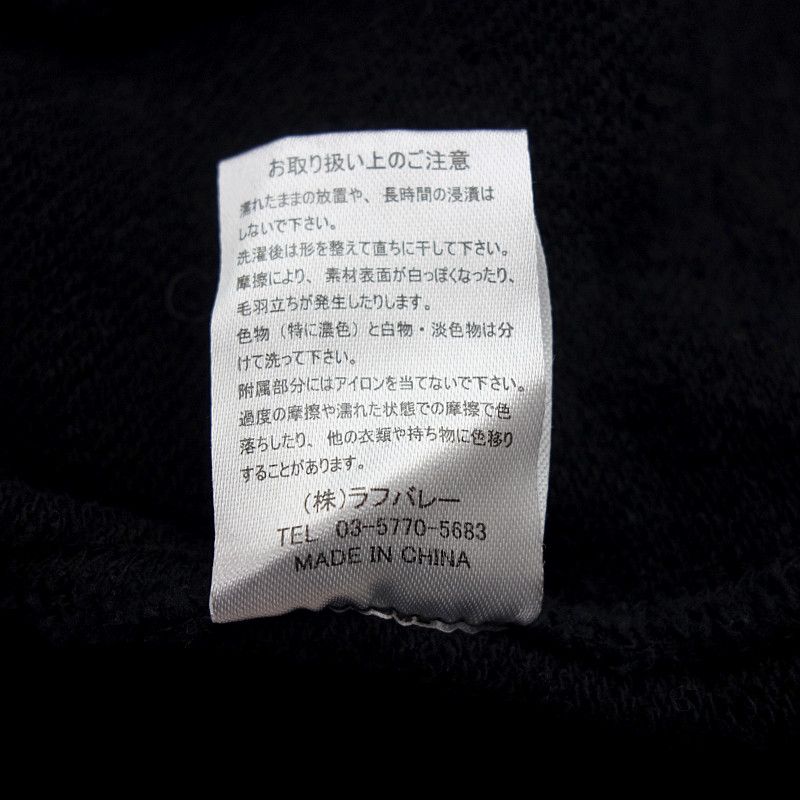 お取り扱い上のご注意
濡れたままの放置や、長時間の浸漬は
しないで下さい。
洗濯後は形を整えて直ちに干して下さい。
摩擦により、素材表面が白っぽくなったり、
毛羽立ちが発生したりします。
色物（特に濃色）と白物・淡色物は分
けて洗って下さい。
附属部分にはアイロンを当てないで下さい。
過度の摩擦や濡れた状態での摩擦で色
落ちしたり、他の衣類や持ち物に色移り
することがあります。
（株）ラフバレー
TEL 03-5770-5683
MADE IN CHINA